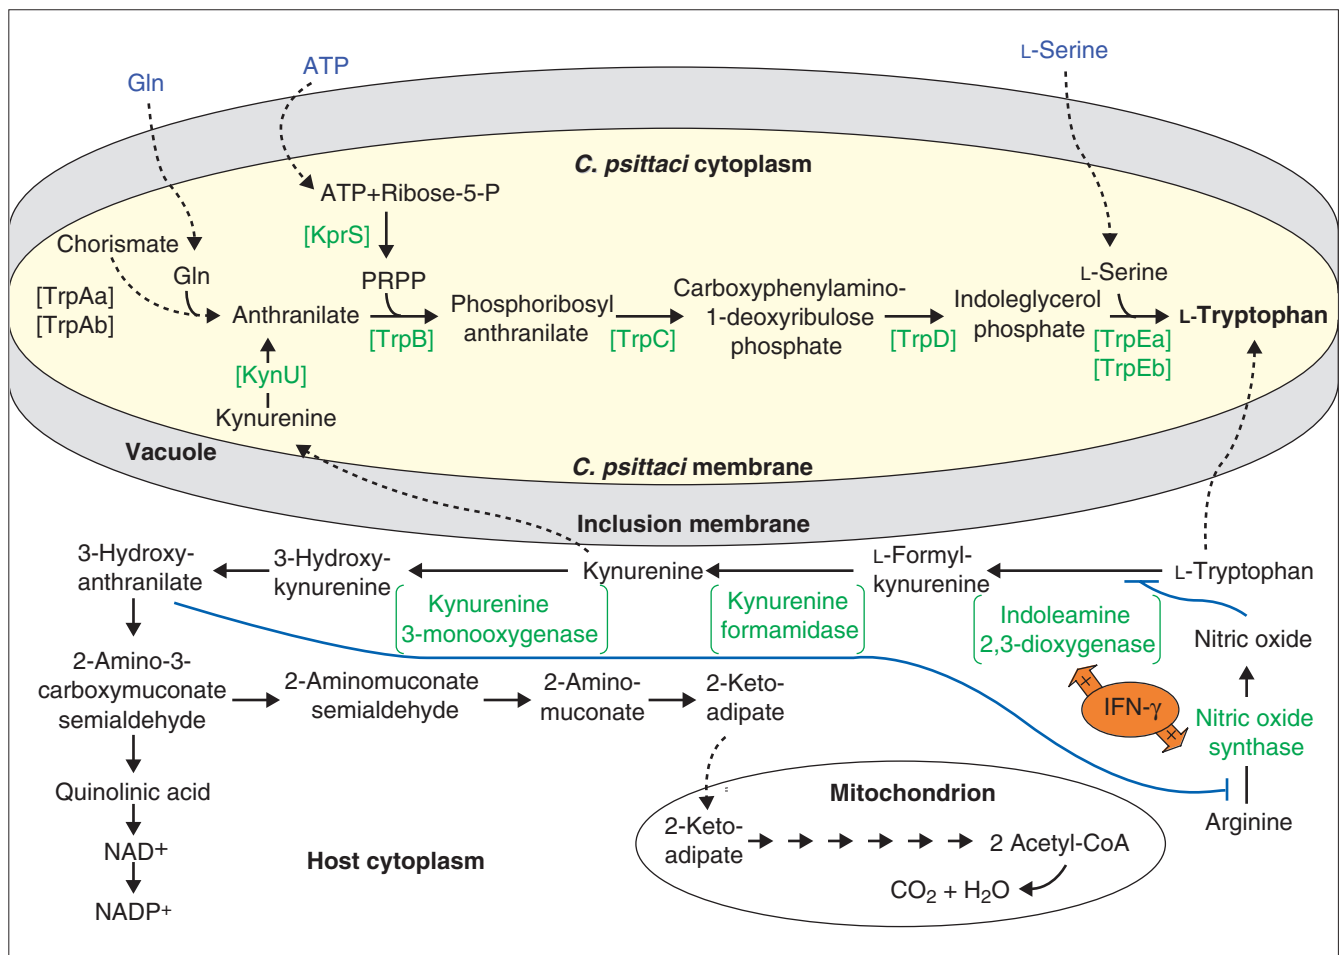 Gln
ATP
L-Serine
C. psittaci cytoplasm
ATP+Ribose-5-P
[KprS]
Chorismate
Gln
PRPP
L-Serine
[TrpAa]
[TrpAb]
Anthranilate
[TrpB]
Phosphoribosyl
anthranilate
[TrpC]
Carboxyphenylamino-
1-deoxyribulose
phosphate
[TrpD]
Indoleglycerol
phosphate
[TrpEa]
[TrpEb]
L-Tryptophan
[KynU]
Kynurenine
Vacuole
C. psittaci membrane
Inclusion membrane
3-Hydroxy-
anthranilate
3-Hydroxy-
kynurenine
Kynurenine
L-Formyl-
kynurenine
L-Tryptophan
Kynurenine
3-monooxygenase
Kynurenine
formamidase
Indoleamine
2,3-dioxygenase
Nitric oxide
2-Amino-3-
carboxymuconate
semialdehyde
2-Aminomuconate
semialdehyde
2-Amino-
muconate
2-Keto-
adipate
+
IFN-γ
+
Nitric oxide
synthase
Quinolinic acid
Mitochondrion
Arginine
NAD+
2-Keto-
adipate
2 Acetyl-CoA
Host cytoplasm
CO2 + H2O
NADP+